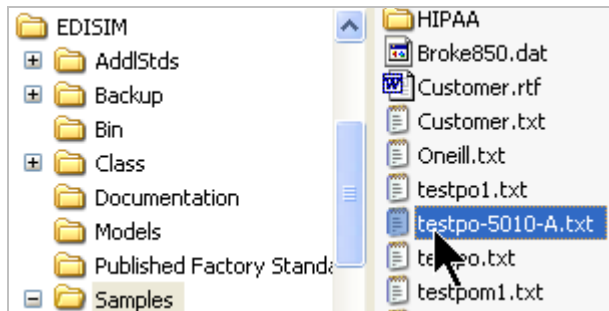 EDISIM
AddlStds
Backup
Bin
Class
Documentation
Models
Published Factory Standa
Samples
HIPAA
Broke850.dat
Customer.rtf
Customer.txt
Oneill.txt
testpo1.txt
testpo-5010-A.txt
testpom1.txt